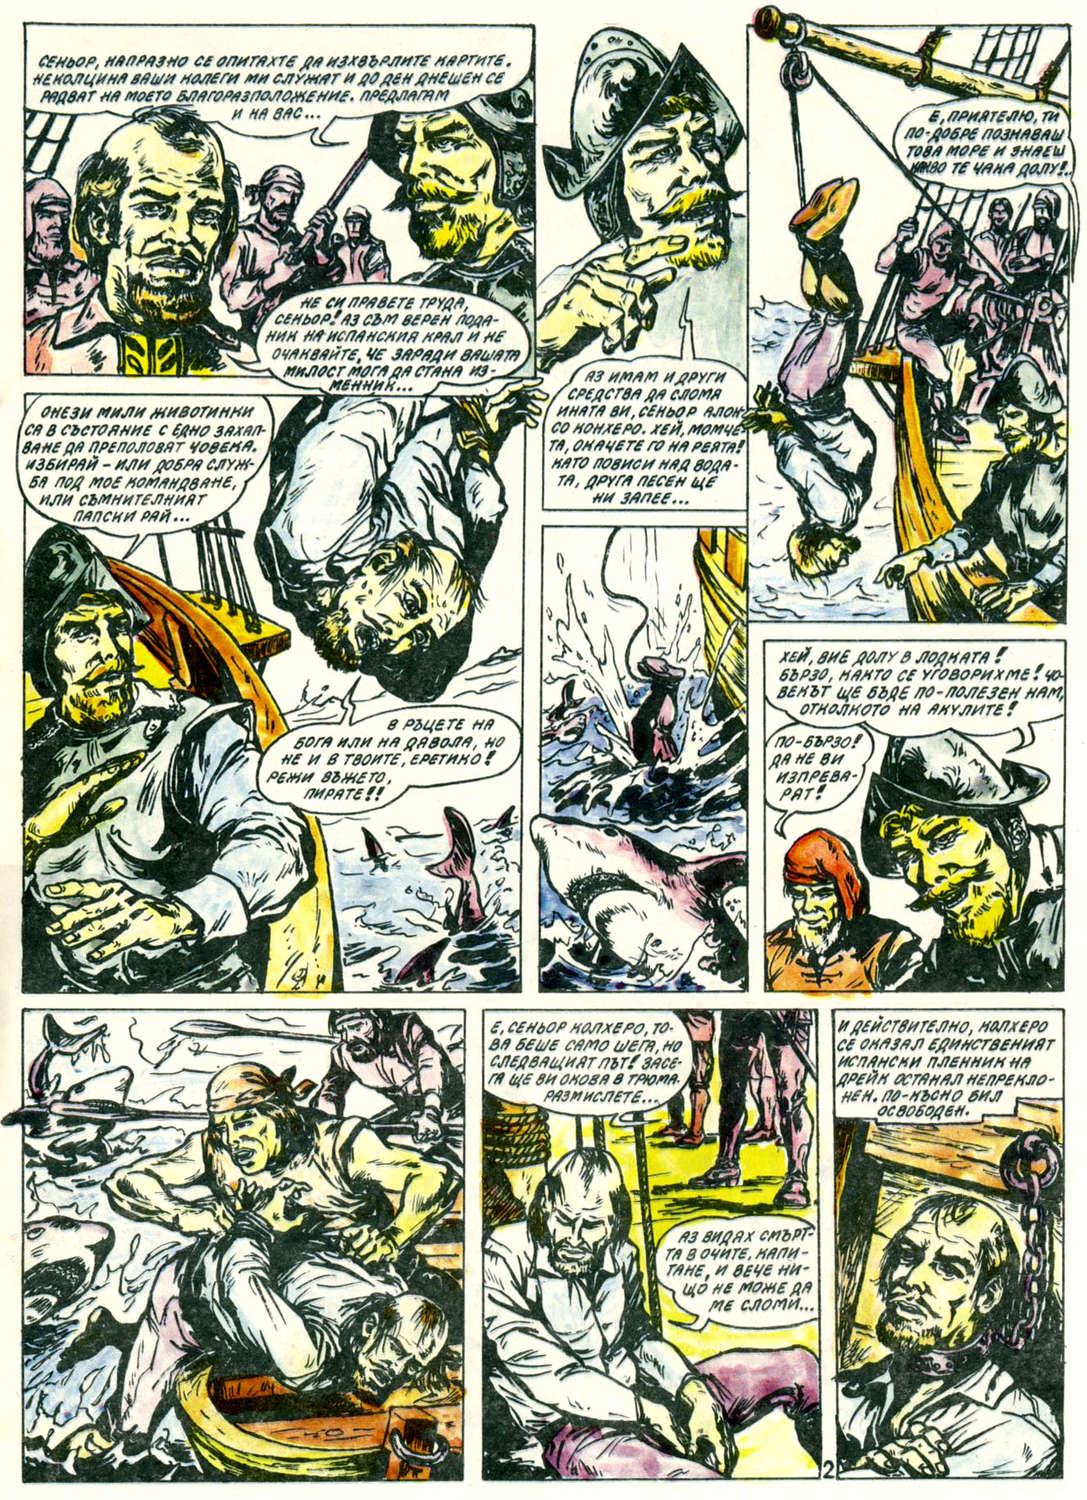 СЕНЬОР, НАПРАЗНО СЕ ОПИТАХТЕ ДА ИЗХВЪРЛИТЕ КАРТИТЕ.
НЕКОЛЦИНА ВАШИ КОЛЕГИ МИ СЛУЖАТ И ДО ДЕН ДНЕШЕН СЕ
РАДВАТ НА МОЕТО БЛАГОРАЗПОЛОЖЕНИЕ. ПРЕДЛАГАМ
И НА ВАС...
НЕ СИ ПРАВЕТЕ ТРУДА,
СЕНЬОР! АЗ СЪМ ВЕРЕН ПОДА-
НИК НА ИСПАНСКИЯ КРАЛ И НЕ
ОЧАКВАЙТЕ, ЧЕ ЗАРАДИ ВАШАТА
МИЛОСТ МОГА ДА СТАНА ИЗ-
МЕННИК...
АЗ ИМАМ И ДРУГИ
СРЕДСТВА ДА СЛОМЯ
ИНАТА ВИ, СЕНЬОР АЛОН-
СО КОНХЕРО. ХЕЙ, МОМЧЕ-
ТА, ОКАЧЕТЕ ГО НА РЕЯТА!
КАТО ПОВИСИ НАД ВОДА-
ТА, ДРУГА ПЕСЕН ЩЕ
НИ ЗАПЕЕ...
Е, ПРИЯТЕЛЮ, ТИ
ПО-ДОБРЕ ПОЗНАВАШ
ТОВА МОРЕ И ЗНАЕШ
КАКВО ТЕ ЧАКА ДОЛУ!..
ОНЕЗИ МИЛИ ЖИВОТИНКИ
СА В СЪСТОЯНИЕ С ЕДНО ЗАХАП-
ВАНЕ ДА ПРЕПОЛОВЯТ ЧОВЕКА.
ИЗБИРАЙ - ИЛИ ДОБРА СЛУЖ-
БА ПОД МОЕ КОМАНДВАНЕ,
ИЛИ СЪМНИТЕЛНИЯТ
ПАПСКИ РАЙ...
В РЪЦЕТЕ НА
БОГА ИЛИ НА ДЯВОЛА, НО
НЕ И В ТВОИТЕ, ЕРЕТИКО!
РЕЖИ ВЪЖЕТО,
ПИРАТЕ!!
ХЕЙ, ВИЕ ДОЛУ В ЛОДКАТА!
БЪРЗО, КАКТО СЕ УГОВОРИХМЕ! ЧО-
ВЕКЪТ ЩЕ БЪДЕ ПО-ПОЛЕЗЕН НАМ,
ОТКОЛКОТО НА АКУЛИТЕ!
ПО-БЪРЗО!
ДА НЕ ВИ
ИЗПРЕВА-
РЯТ!
Е, СЕНЬОР КОЛХЕРО, ТО-
ВА БЕШЕ САМО ШЕГА, НО
СЛЕДВАЩИЯТ ПЪТ! ЗАСЕ-
ГА ЩЕ ВИ ОКОВА В ТРЮМА.
РАЗМИСЛЕТЕ...
АЗ ВИДЯХ СМЪРТ-
ТА В ОЧИТЕ, КАПИ-
ТАНЕ, И ВЕЧЕ НИ-
ЩО НЕ МОЖЕ ДА
МЕ СЛОМИ...
И ДЕЙСТВИТЕЛНО, КОЛХЕРО
СЕ ОКАЗАЛ ЕДИНСТВЕНИЯТ
ИСПАНСКИ ПЛЕННИК НА
ДРЕЙК ОСТАНАЛ НЕПРЕКЛО-
НЕН. ПО-КЪСНО БИЛ
ОСВОБОДЕН.
2